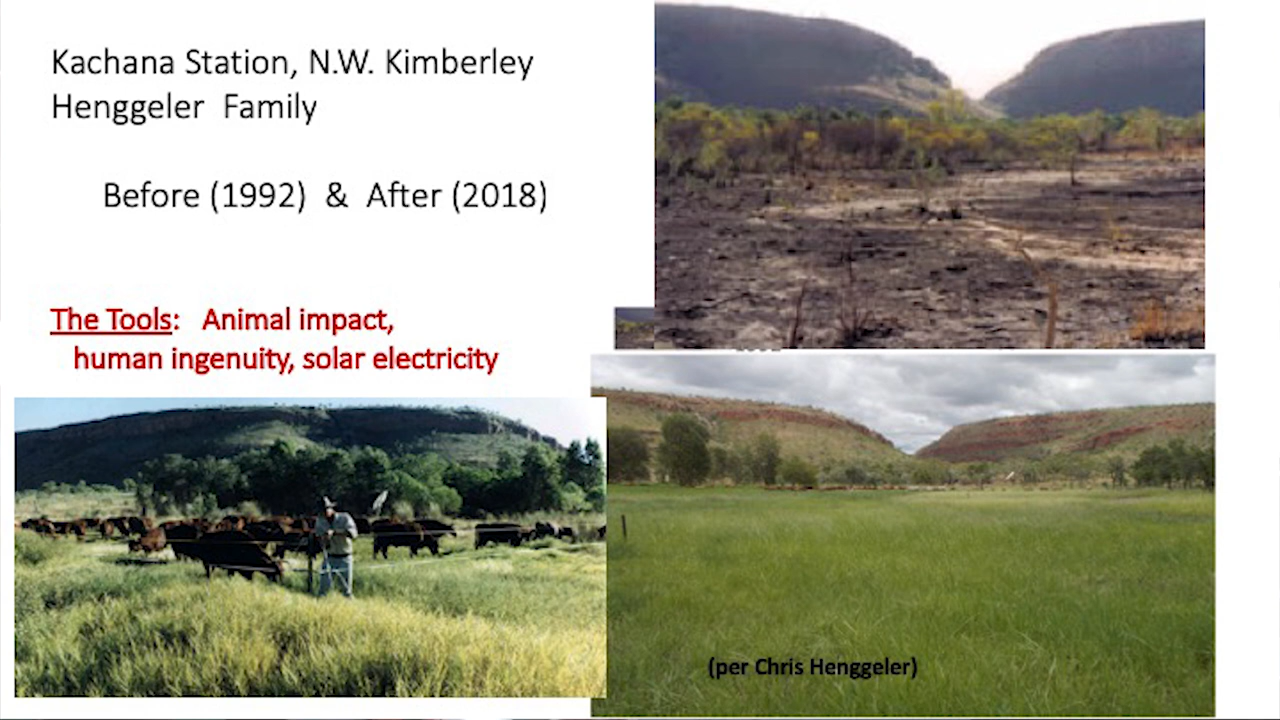 Kachana Station, N.W. Kimberley
Henggeler Family
Before (1992) & After (2018)
The Tools: Animal impact,
human ingenuity, solar electricity
(per Chris Henggeler)